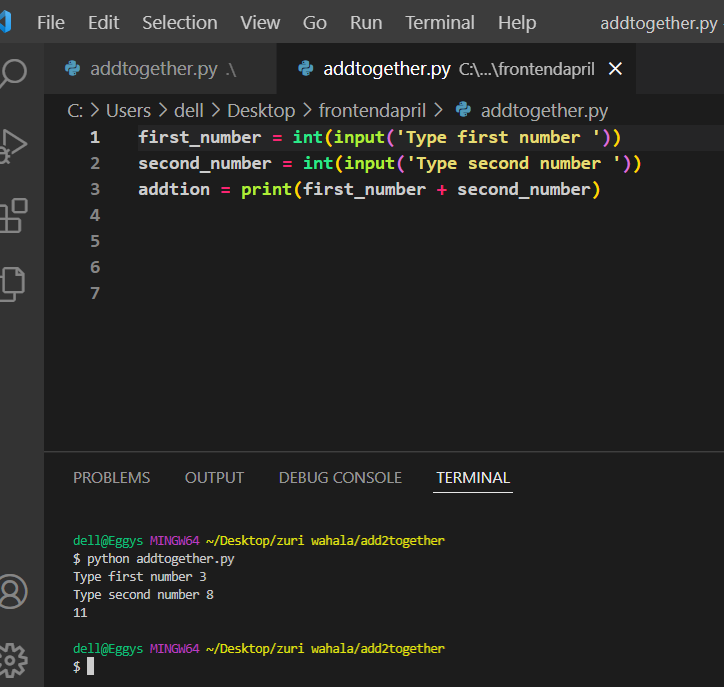 File Edit Selection View Go Run Terminal Help addtogether.py
addtogether.py .\ addtogether.py C:\...\frontendapril
C: > Users > dell > Desktop > frontendapril > addtogether.py
1 first_number = int(input('Type first number '))
2 second_number = int(input('Type second number '))
3 addtion = print(first_number + second_number)
4
5
6
7
PROBLEMS OUTPUT DEBUG CONSOLE TERMINAL
dell@Eggys MINGW64 ~/Desktop/zuri wahala/add2together
$ python addtogether.py
Type first number 3
Type second number 8
11
dell@Eggys MINGW64 ~/Desktop/zuri wahala/add2together
$